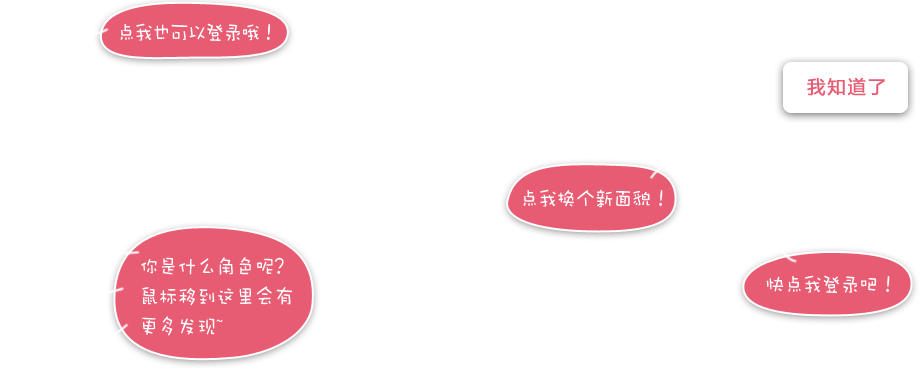 点我也可以登录哦！
我知道了
点我换个新面貌！
你是什么角色呢？
鼠标移到这里会有
更多发现~
快点我登录吧！